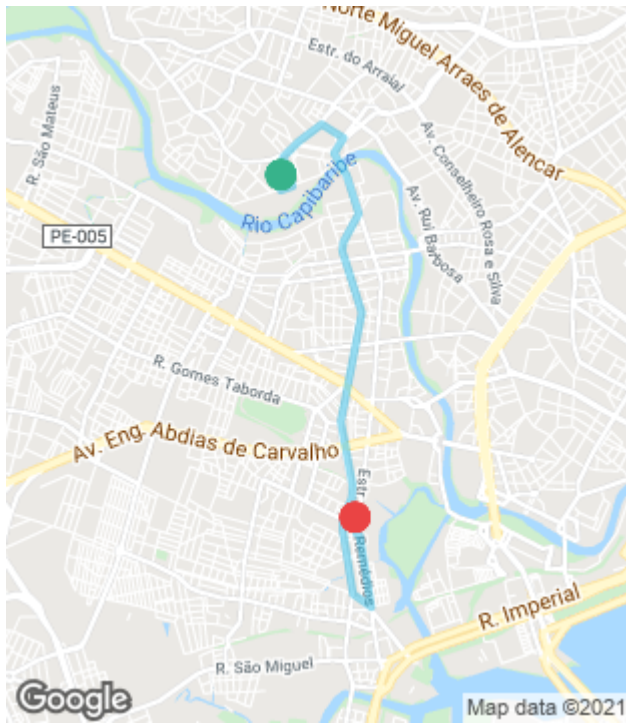 Norte Miguel Arraes de Alencar
Estr. do Arraial
R. São Mateus
Av. Conselheiro Rosa e Silva
Rio Capibaribe
Av. Rui Barbosa
PE-005
R. Gomes Taborda
Av. Eng. Abdias de Carvalho
Estr.
Remédios
R. Imperial
R. São Miguel
Google
Map data ©2021